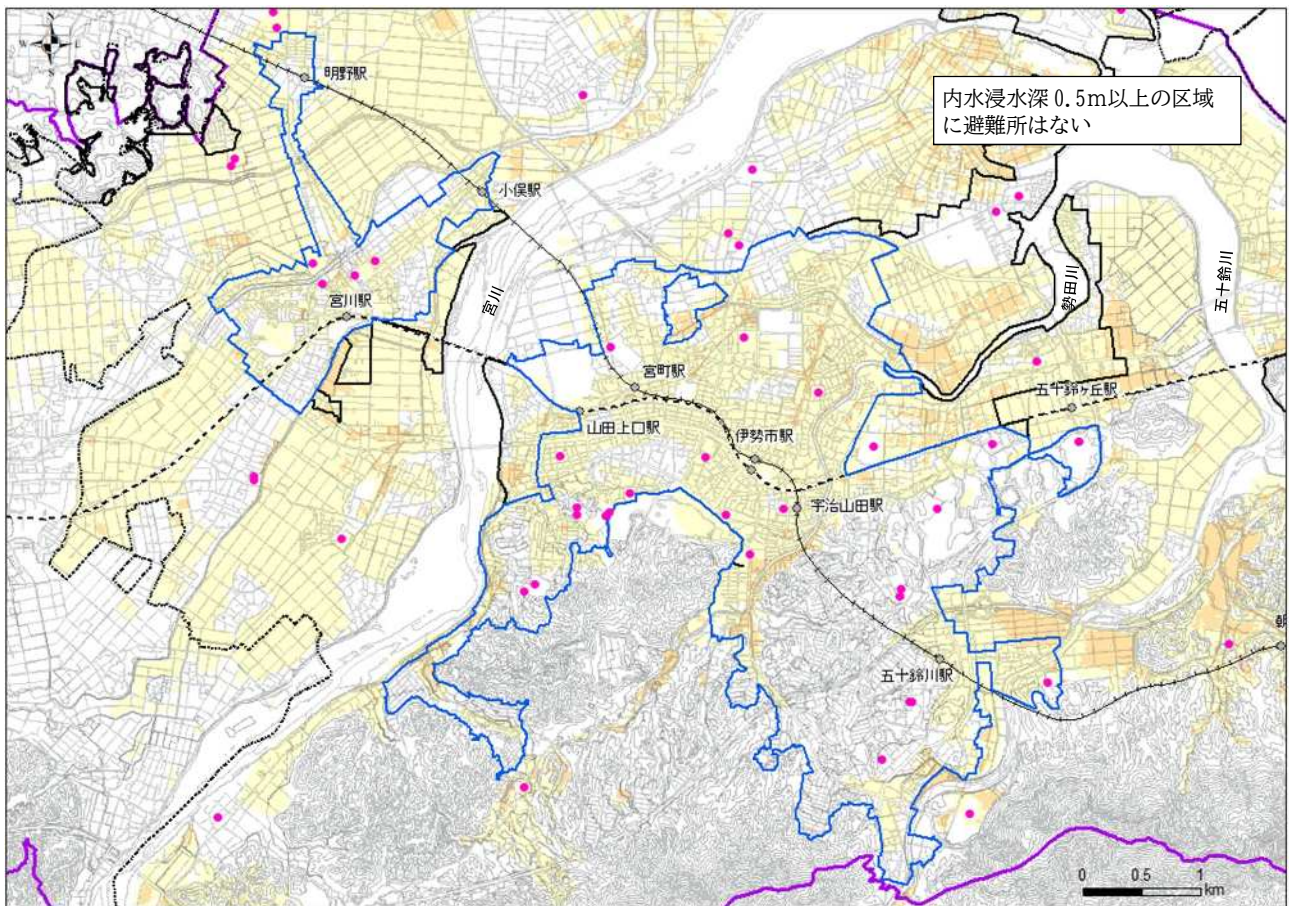 N
W
E
S
明野駅
内水浸水深0.5m以上の区域
に避難所はない
小俣駅
宮川駅
宮川
勢田川
五十鈴川
宮町駅
五十鈴ヶ丘駅
山田上口駅
伊勢市駅
宇治山田駅
五十鈴川駅
朝
0 0.5 1
km